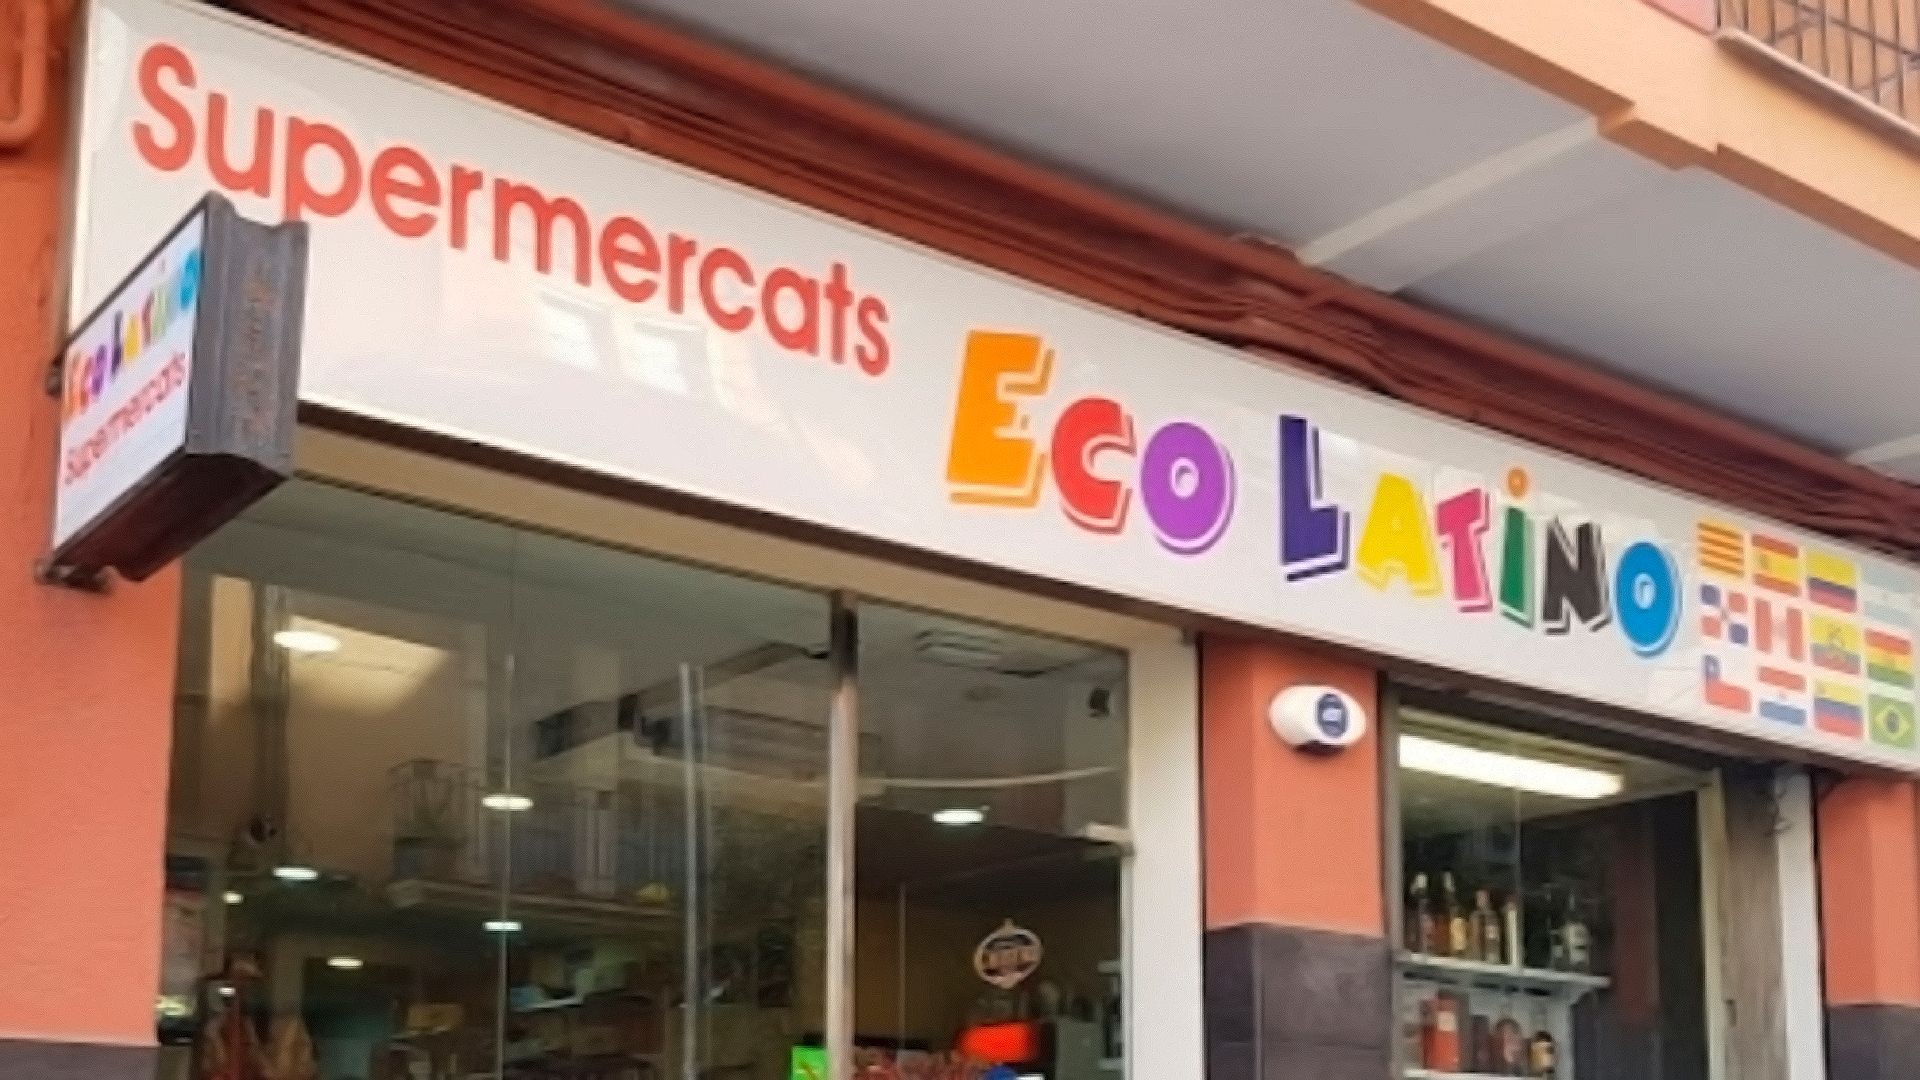 Supermercats
Eco Latino
Eco Latino
Supermercats